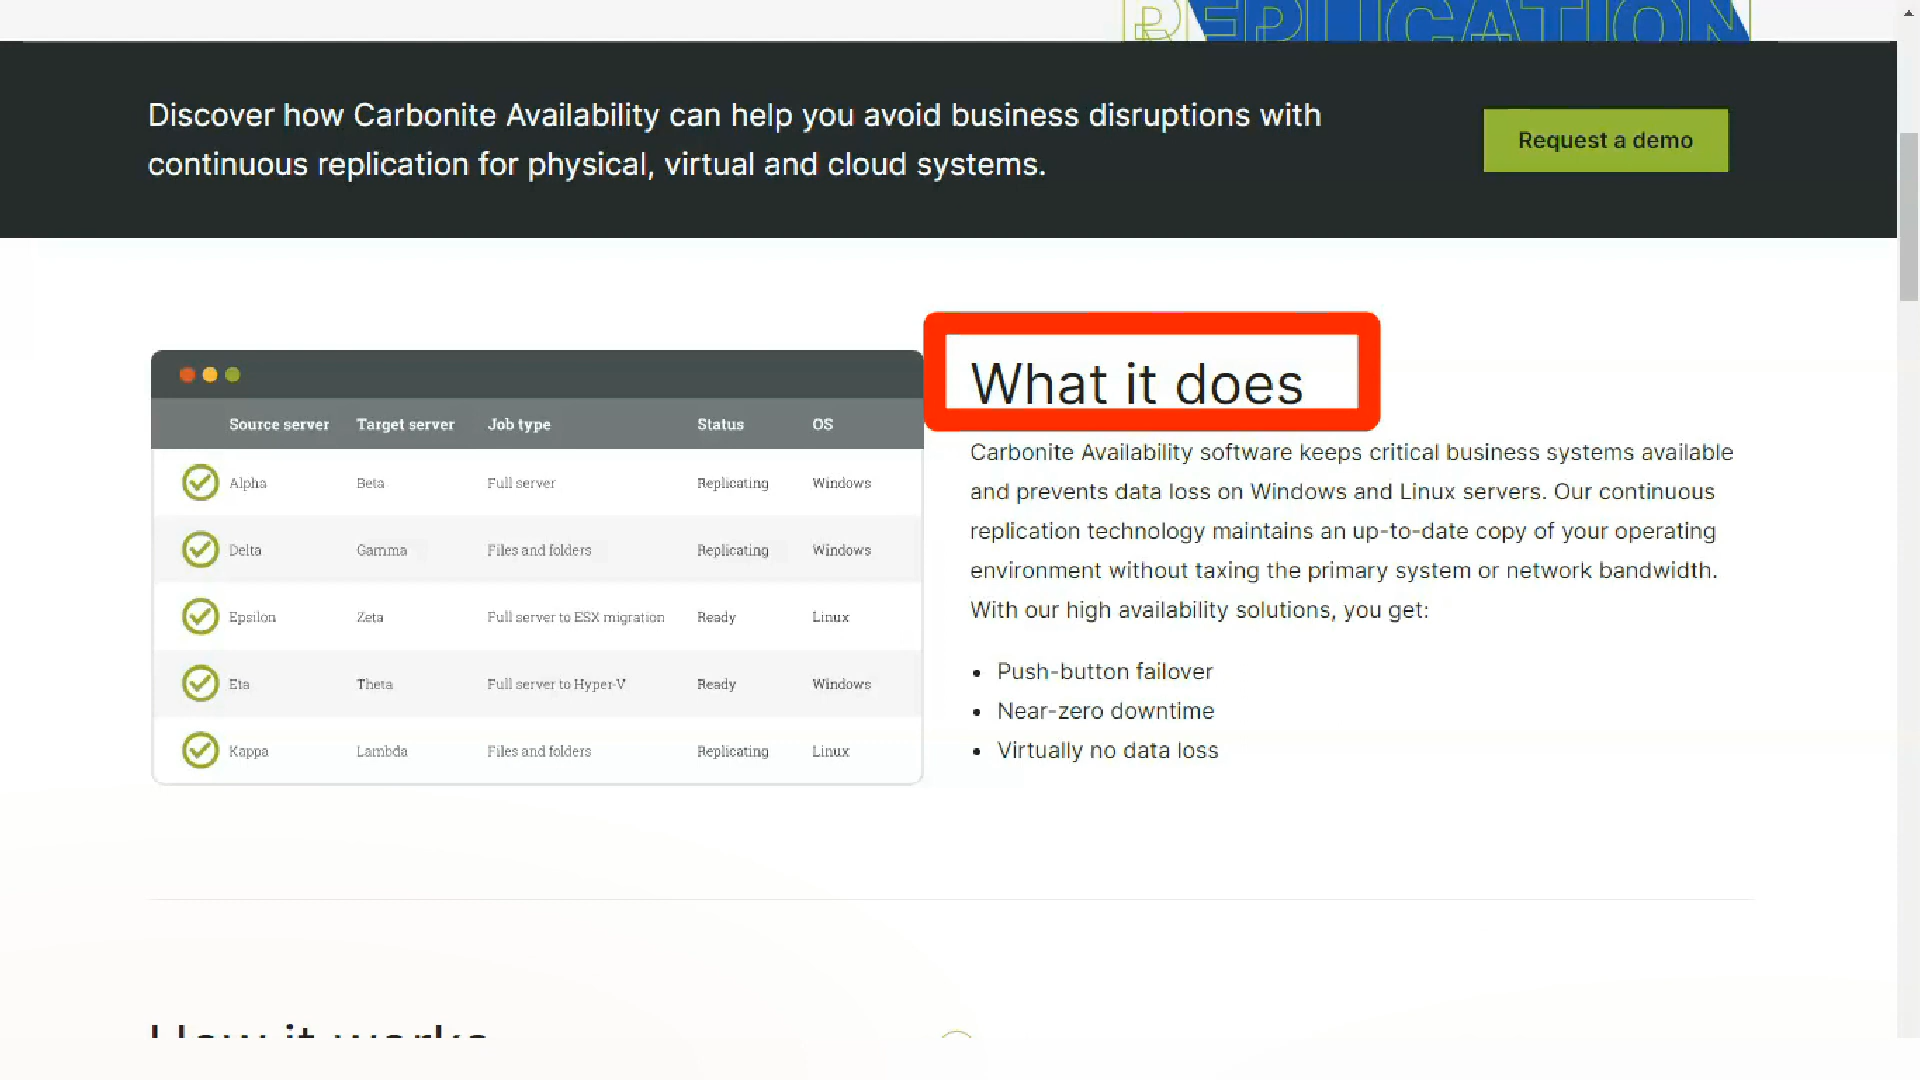 REPLICATION
Discover how Carbonite Availability can help you avoid business disruptions with
continuous replication for physical, virtual and cloud systems.
Request a demo
Source server Target server Job type Status OS
Alpha Beta Full server Replicating Windows
Delta Gamma Files and folders Replicating Windows
Epsilon Zeta Full server to ESX migration Ready Linux
Eta Theta Full server to Hyper-V Ready Windows
Kappa Lambda Files and folders Replicating Linux
What it does
Carbonite Availability software keeps critical business systems available
and prevents data loss on Windows and Linux servers. Our continuous
replication technology maintains an up-to-date copy of your operating
environment without taxing the primary system or network bandwidth.
With our high availability solutions, you get:
• Push-button failover
• Near-zero downtime
• Virtually no data loss
How it works